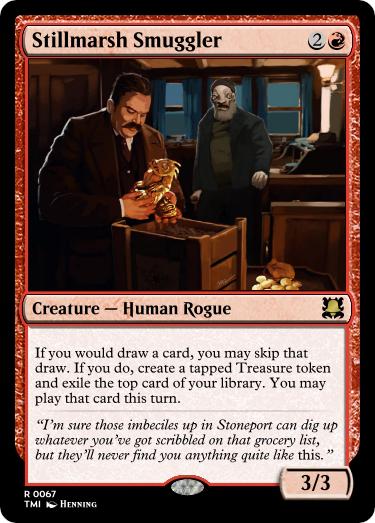 Stillmarsh Smuggler
2
Creature — Human Rogue
If you would draw a card, you may skip that
draw. If you do, create a tapped Treasure token
and exile the top card of your library. You may
play that card this turn.
“I’m sure those imbeciles up in Stoneport can dig up
whatever you’ve got scribbled on that grocery list,
but they’ll never find you anything quite like this.”
3/3
R 0067
TMI Henning